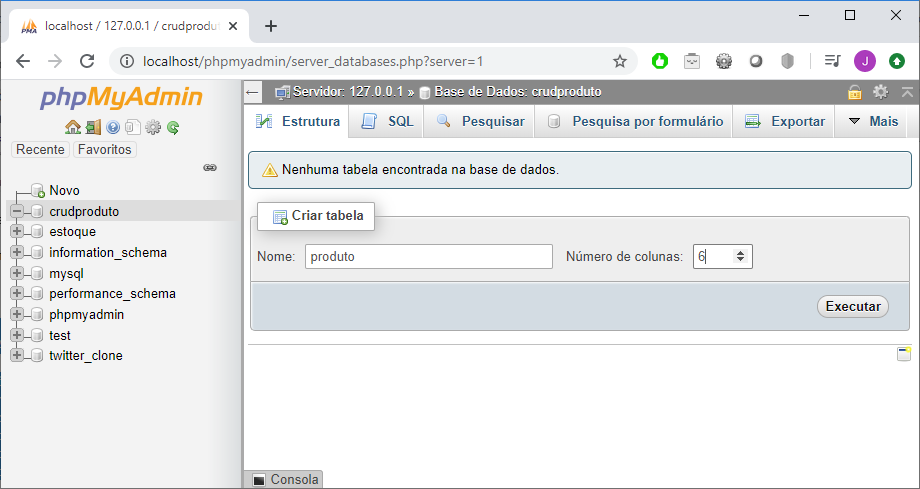 localhost / 127.0.0.1 / crudprodut
localhost/phpmyadmin/server_databases.php?server=1
J
phpMyAdmin
Recente Favoritos
Novo
crudproduto
estoque
information_schema
mysql
performance_schema
phpmyadmin
test
twitter_clone
Servidor: 127.0.0.1 » Base de Dados: crudproduto
Estrutura SQL Pesquisar Pesquisa por formulário Exportar Mais
Nenhuma tabela encontrada na base de dados.
Criar tabela
Nome: produto Número de colunas: 6
Executar
Consola